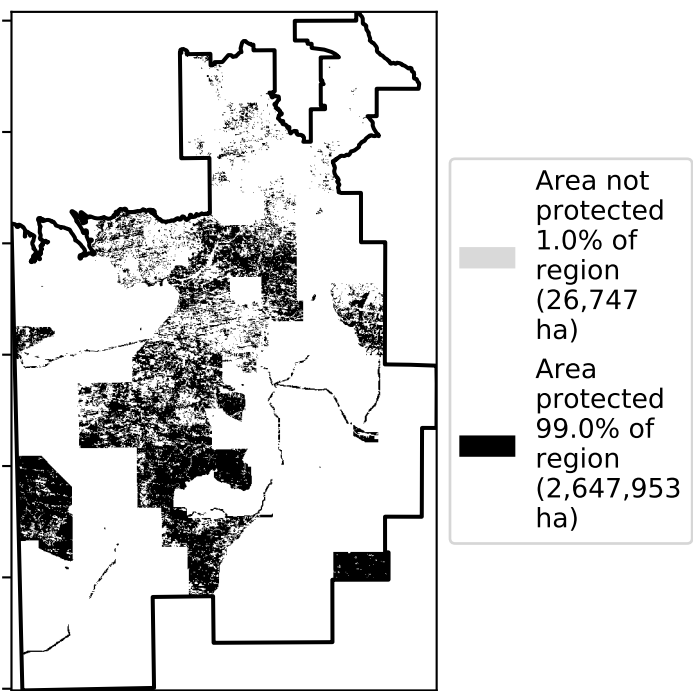 Area not
protected
1.0% of
region
(26,747
ha)
Area
protected
99.0% of
region
(2,647,953
ha)